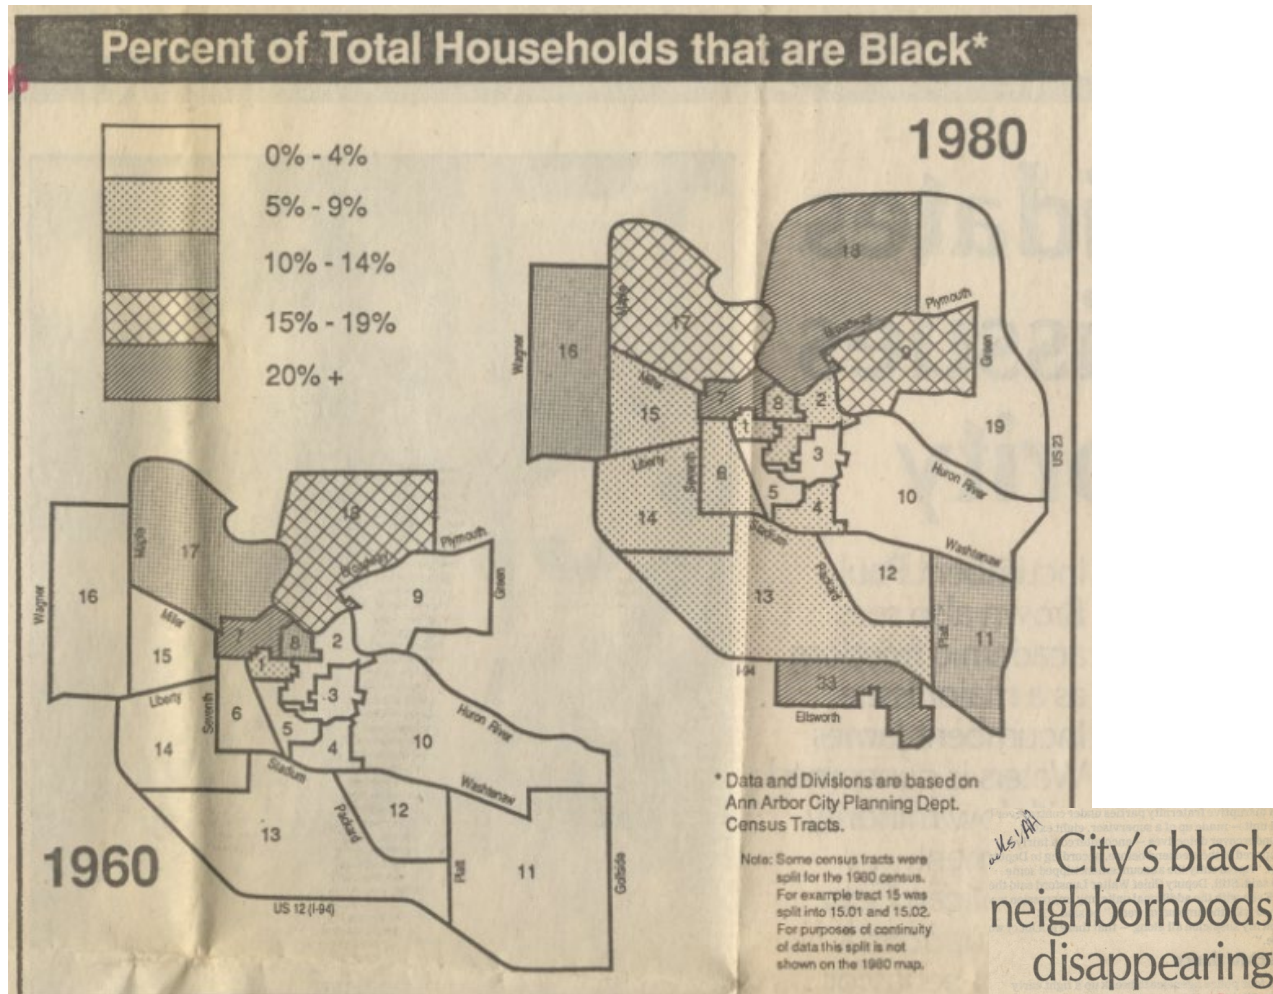 Percent of Total Households that are Black*
0% - 4%
5% - 9%
10% - 14%
15% - 19%
20% +
1980
Wagner
16
Maple
17
18
Plymouth
Broadway
9
Green
Miller
15
7
8
2
1
3
19
US 23
Liberty
Seventh
5
4
10
Huron River
14
Stadium
Washtenaw
13
Packard
12
Platt
11
I-94
33
Ellsworth
1960
Wagner
16
Maple
17
18
Broadway
Plymouth
9
Green
Miller
15
7
8
2
1
3
Liberty
Seventh
6
5
4
14
Stadium
10
Huron River
Washtenaw
13
Packard
12
Platt
11
Golfside
US 12 (I-94)
* Data and Divisions are based on
Ann Arbor City Planning Dept.
Census Tracts.
Note: Some census tracts were
split for the 1980 census.
For example tract 15 was
split into 15.01 and 15.02.
For purposes of continuity
of data this split is not
shown on the 1980 map.
City's black
neighborhoods
disappearing